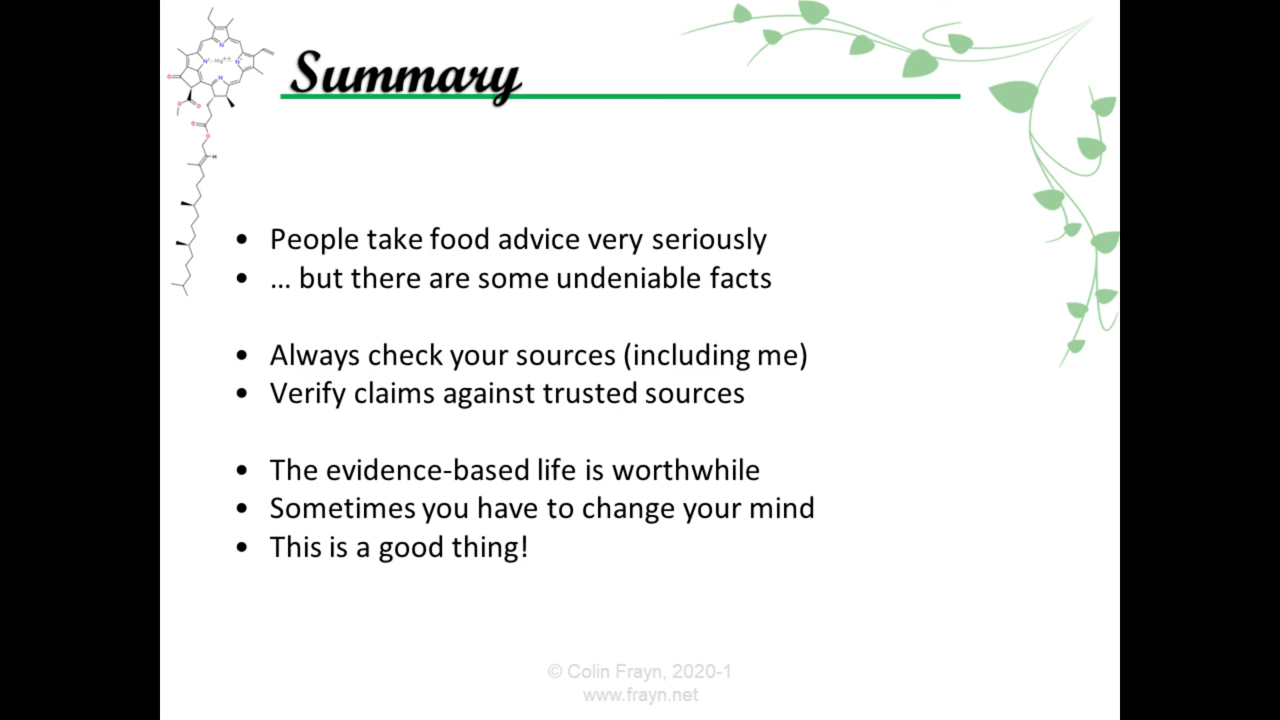 Summary
• People take food advice very seriously
• ... but there are some undeniable facts
• Always check your sources (including me)
• Verify claims against trusted sources
• The evidence-based life is worthwhile
• Sometimes you have to change your mind
• This is a good thing!
© Colin Frayn, 2020-1
www.frayn.net